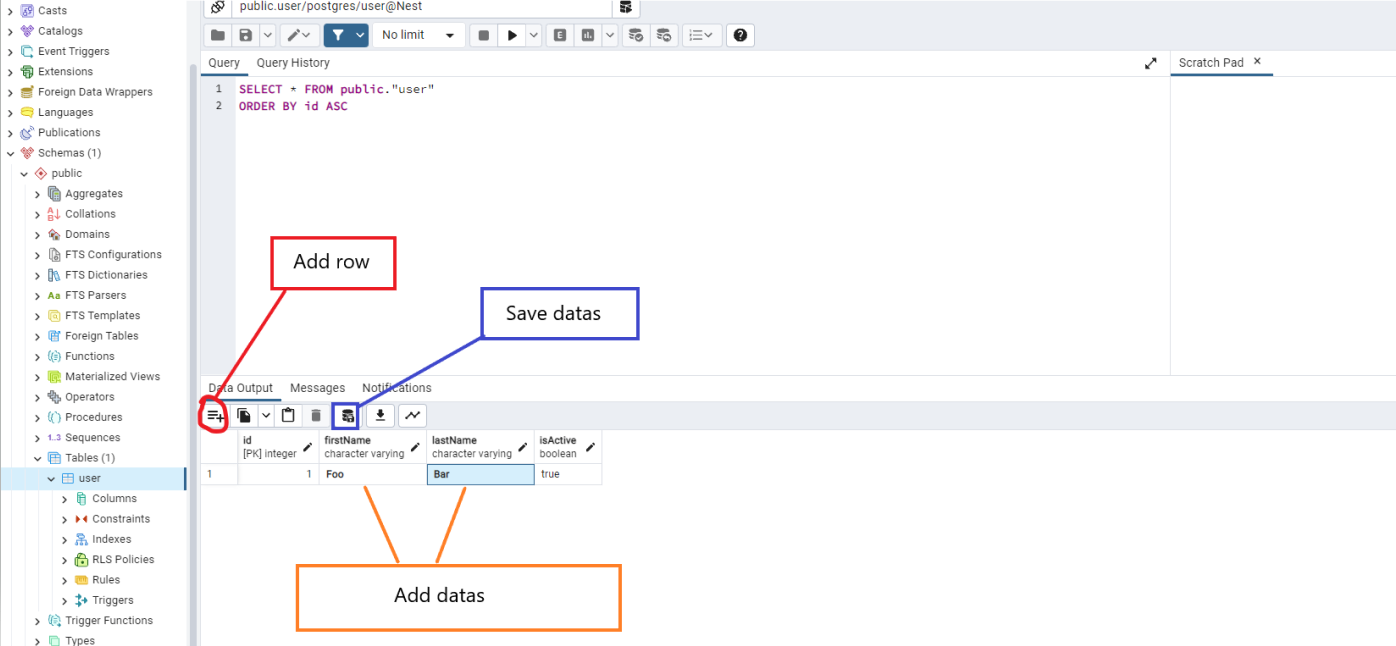 Casts
Catalogs
Event Triggers
Extensions
Foreign Data Wrappers
Languages
Publications
Schemas (1)
public
Aggregates
Collations
Domains
FTS Configurations
FTS Dictionaries
Aa FTS Parsers
FTS Templates
Foreign Tables
Functions
Materialized Views
Operators
Procedures
1..3 Sequences
Tables (1)
user
Columns
Constraints
Indexes
RLS Policies
Rules
Triggers
Trigger Functions
Types
public.user/postgres/user@Nest
No limit
E
Query Query History
Scratch Pad
1 SELECT * FROM public."user"
2 ORDER BY id ASC
Add row
Save datas
Data Output Messages Notifications
id firstName lastName isActive
[PK] integer character varying character varying boolean
1 1 Foo Bar true
Add datas